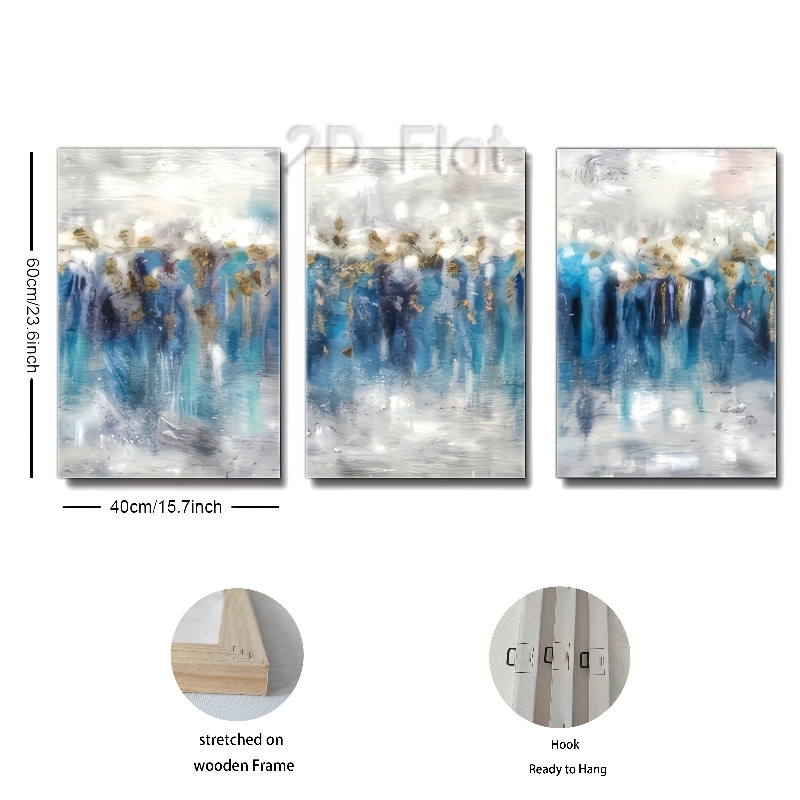 2D Flat
60cm/23.6inch
40cm/15.7inch
stretched on
wooden Frame
Hook
Ready to Hang